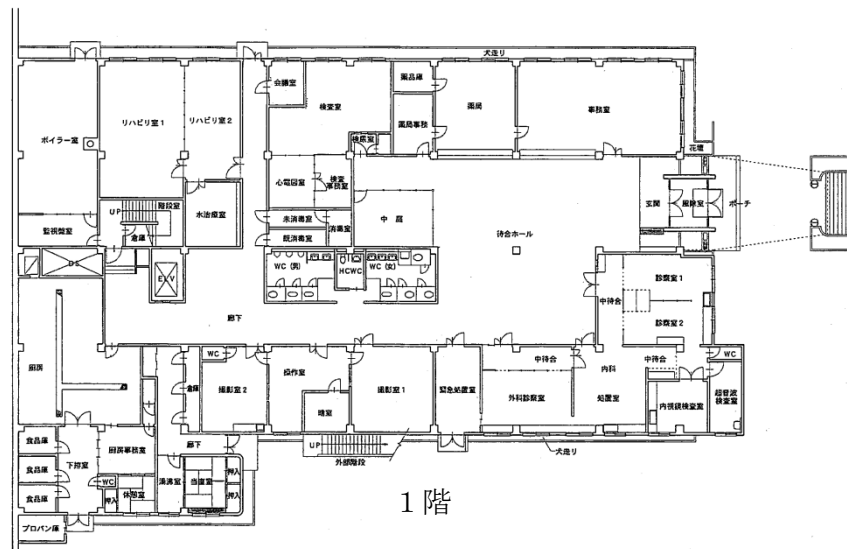 犬走り
会議室
薬品庫
検査室
薬局
事務室
リハビリ室1
リハビリ室2
ボイラー室
薬局事務
検尿室
花壇
心電図室
検査
事務室
玄関
風除室
ポーチ
UP
階段室
水治療室
未消毒室
消毒室
既消毒室
中庭
待合ホール
監視盤室
倉庫
DS
ELV
WC(男)
HCWC
WC(女)
診察室1
中待合
診察室2
廊下
厨房
WC
倉庫
操作室
撮影室2
撮影室1
緊急処置室
中待合
内科
中待合
WC
暗室
外科診察室
処置室
内視鏡検査室
超音波
検査室
食品庫
下拵室
厨房事務室
廊下
UP
外部階段
犬走り
食品庫
湯沸室
当直室
押入
WC
休憩室
押入
食品庫
押入
プロパン庫
1階